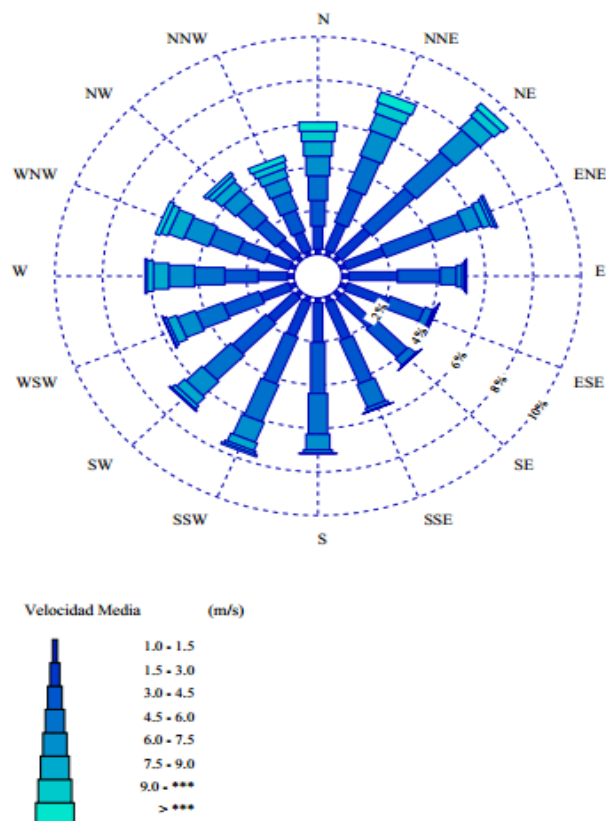 N
NNW
NNE
NW
NE
WNW
ENE
W
E
2%
4%
6%
8%
10%
WSW
ESE
SW
SE
SSW
SSE
S
Velocidad Media (m/s)
1.0 - 1.5
1.5 - 3.0
3.0 - 4.5
4.5 - 6.0
6.0 - 7.5
7.5 - 9.0
9.0 - ***
> ***